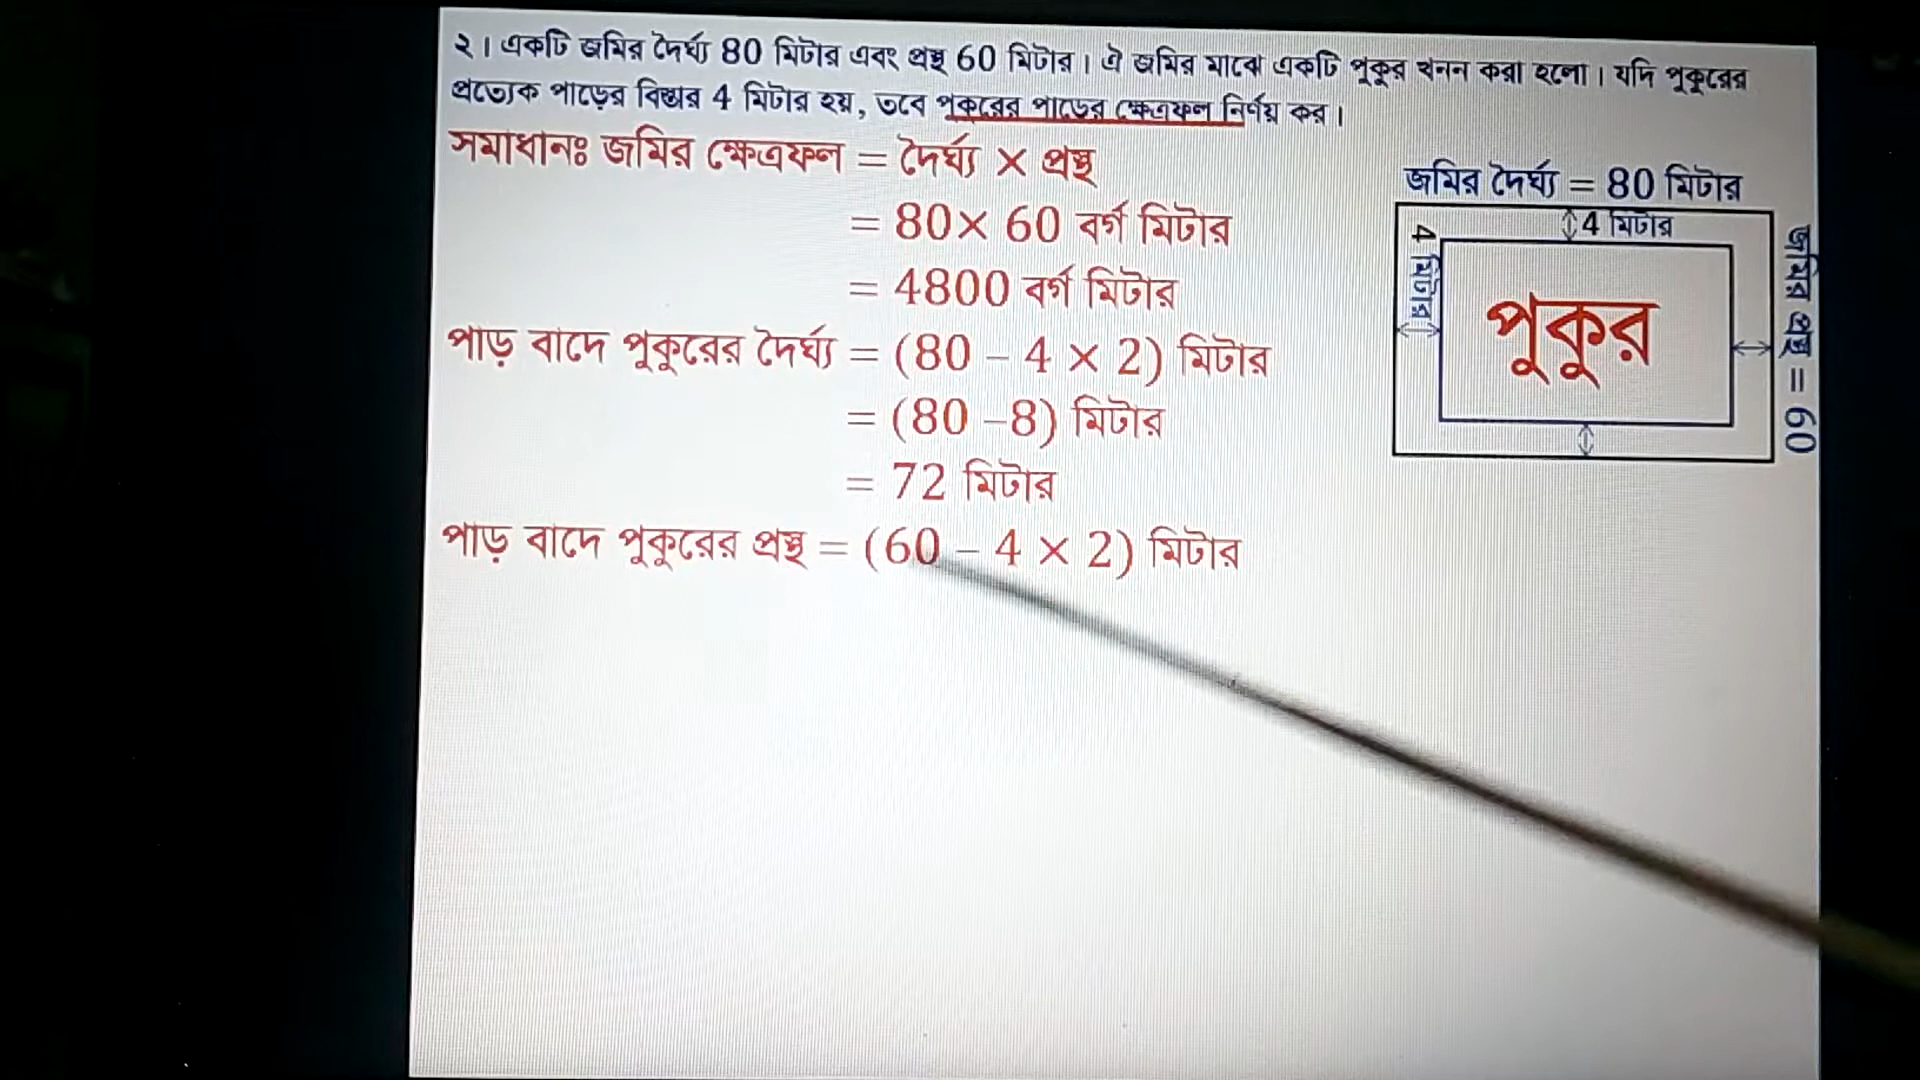 ২। একটি জমির দৈর্ঘ্য 80 মিটার এবং প্রস্থ 60 মিটার। ঐ জমির মাঝে একটি পুকুর খনন করা হলো। যদি পুকুরের
প্রত্যেক পাড়ের বিস্তার 4 মিটার হয়, তবে পুকুরের পাড়ের ক্ষেত্রফল নির্ণয় কর।
সমাধানঃ জমির ক্ষেত্রফল = দৈর্ঘ্য × প্রস্থ
= 80× 60 বর্গ মিটার
= 4800 বর্গ মিটার
পাড় বাদে পুকুরের দৈর্ঘ্য = (80 – 4 × 2) মিটার
= (80 –8) মিটার
= 72 মিটার
পাড় বাদে পুকুরের প্রস্থ = (60 – 4 × 2) মিটার
জমির দৈর্ঘ্য = 80 মিটার
4 মিটার
4 মিটার
পুকুর
জমির প্রস্থ = 60